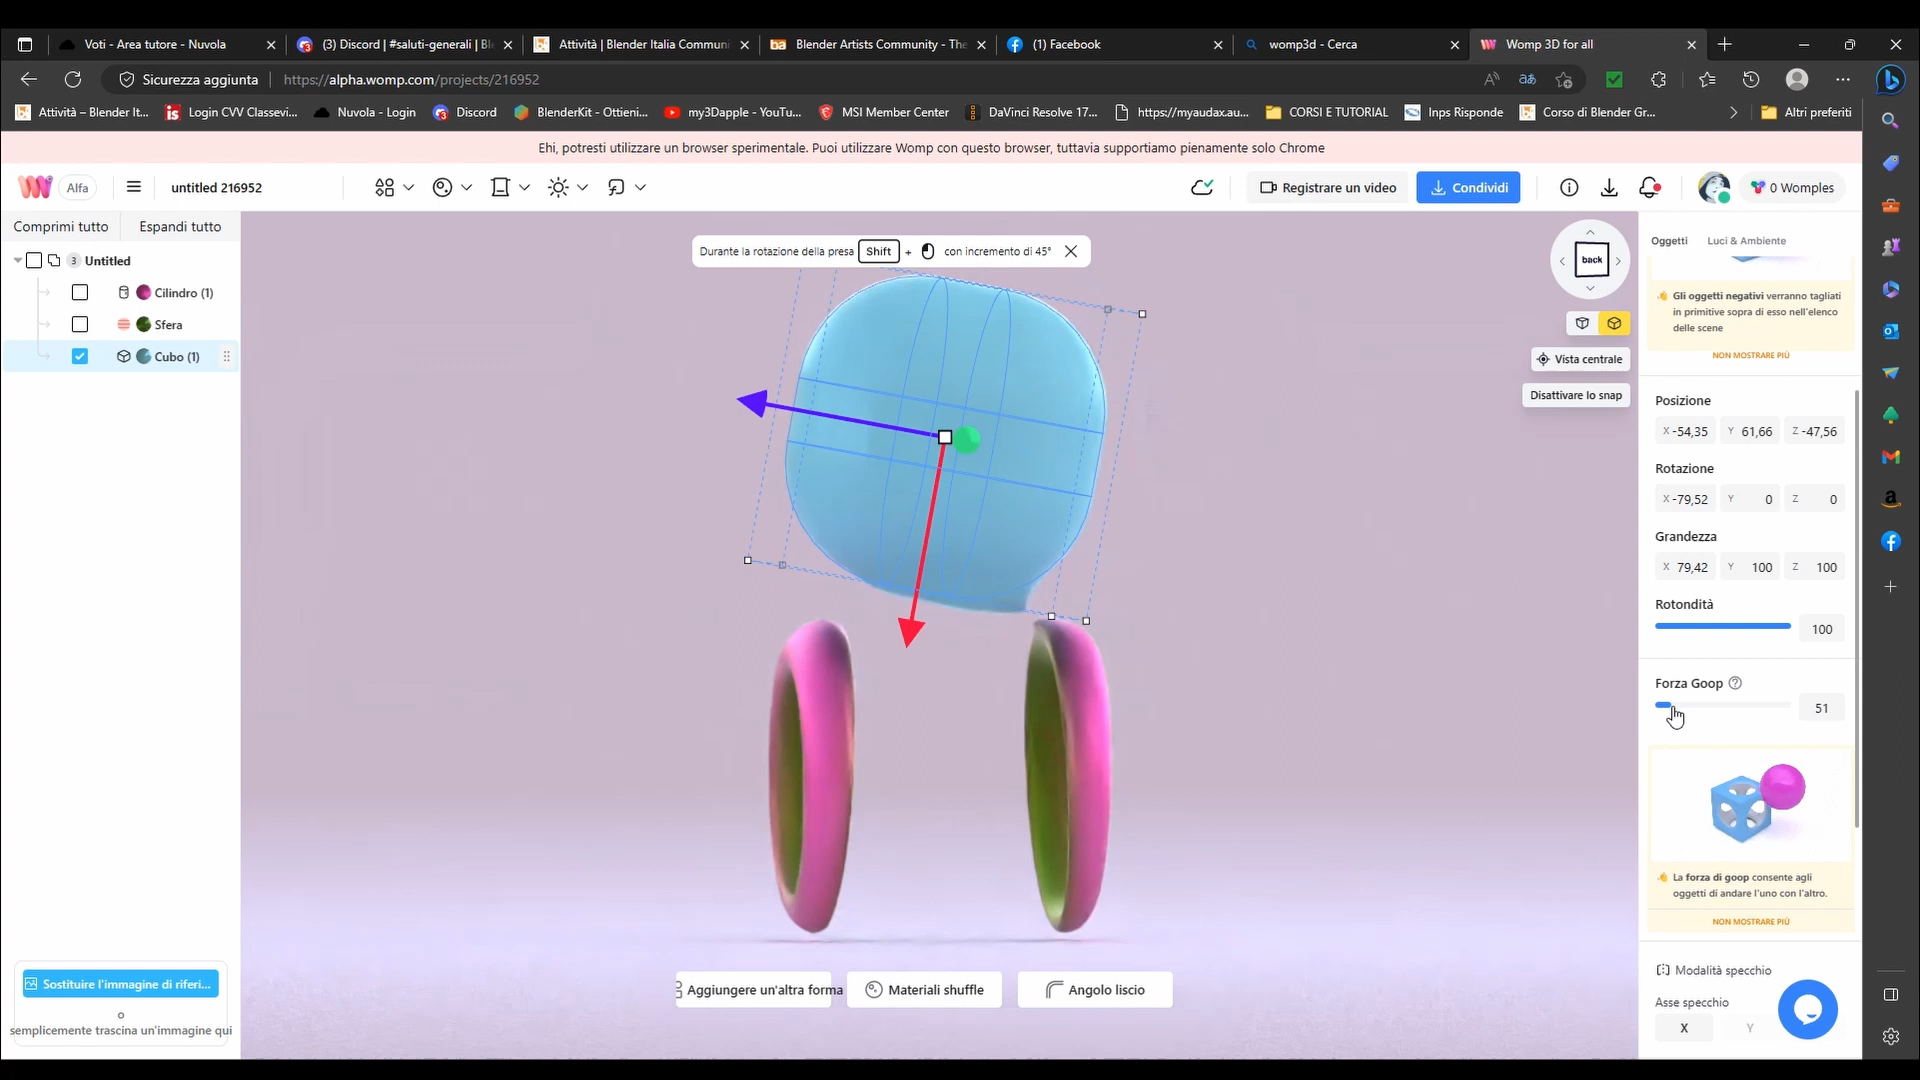 Voti - Area tutore - Nuvola
(3) Discord | #saluti-generali | Bl
Attività | Blender Italia Communi
Blender Artists Community - The
(1) Facebook
womp3d - Cerca
Womp 3D for all
Sicurezza aggiunta
https://alpha.womp.com/projects/216952
Attività – Blender It...
Login CVV Classevi...
Nuvola - Login
Discord
BlenderKit - Ottieni...
my3Dapple - YouTu...
MSI Member Center
DaVinci Resolve 17...
https://myaudax.au...
CORSI E TUTORIAL
Inps Risponde
Corso di Blender Gr...
Altri preferiti
Ehi, potresti utilizzare un browser sperimentale. Puoi utilizzare Womp con questo browser, tuttavia supportiamo pienamente solo Chrome
Alfa
untitled 216952
Registrare un video
Condividi
0 Womples
Comprimi tutto
Espandi tutto
3 Untitled
Cilindro (1)
Sfera
Cubo (1)
Durante la rotazione della presa Shift + con incremento di 45°
back
Vista centrale
Disattivare lo snap
Oggetti
Luci & Ambiente
Gli oggetti negativi verranno tagliati
in primitive sopra di esso nell'elenco
delle scene
NON MOSTRARE PIÙ
Posizione
X -54,35 Y 61,66 Z -47,56
Rotazione
X -79,52 Y 0 Z 0
Grandezza
X 79,42 Y 100 Z 100
Rotondità
100
Forza Goop
51
La forza di goop consente agli
oggetti di andare l'uno con l'altro.
NON MOSTRARE PIÙ
Modalità specchio
Asse specchio
X Y
Sostituire l'immagine di riferi...
o
semplicemente trascina un'immagine qui
Aggiungere un'altra forma
Materiali shuffle
Angolo liscio